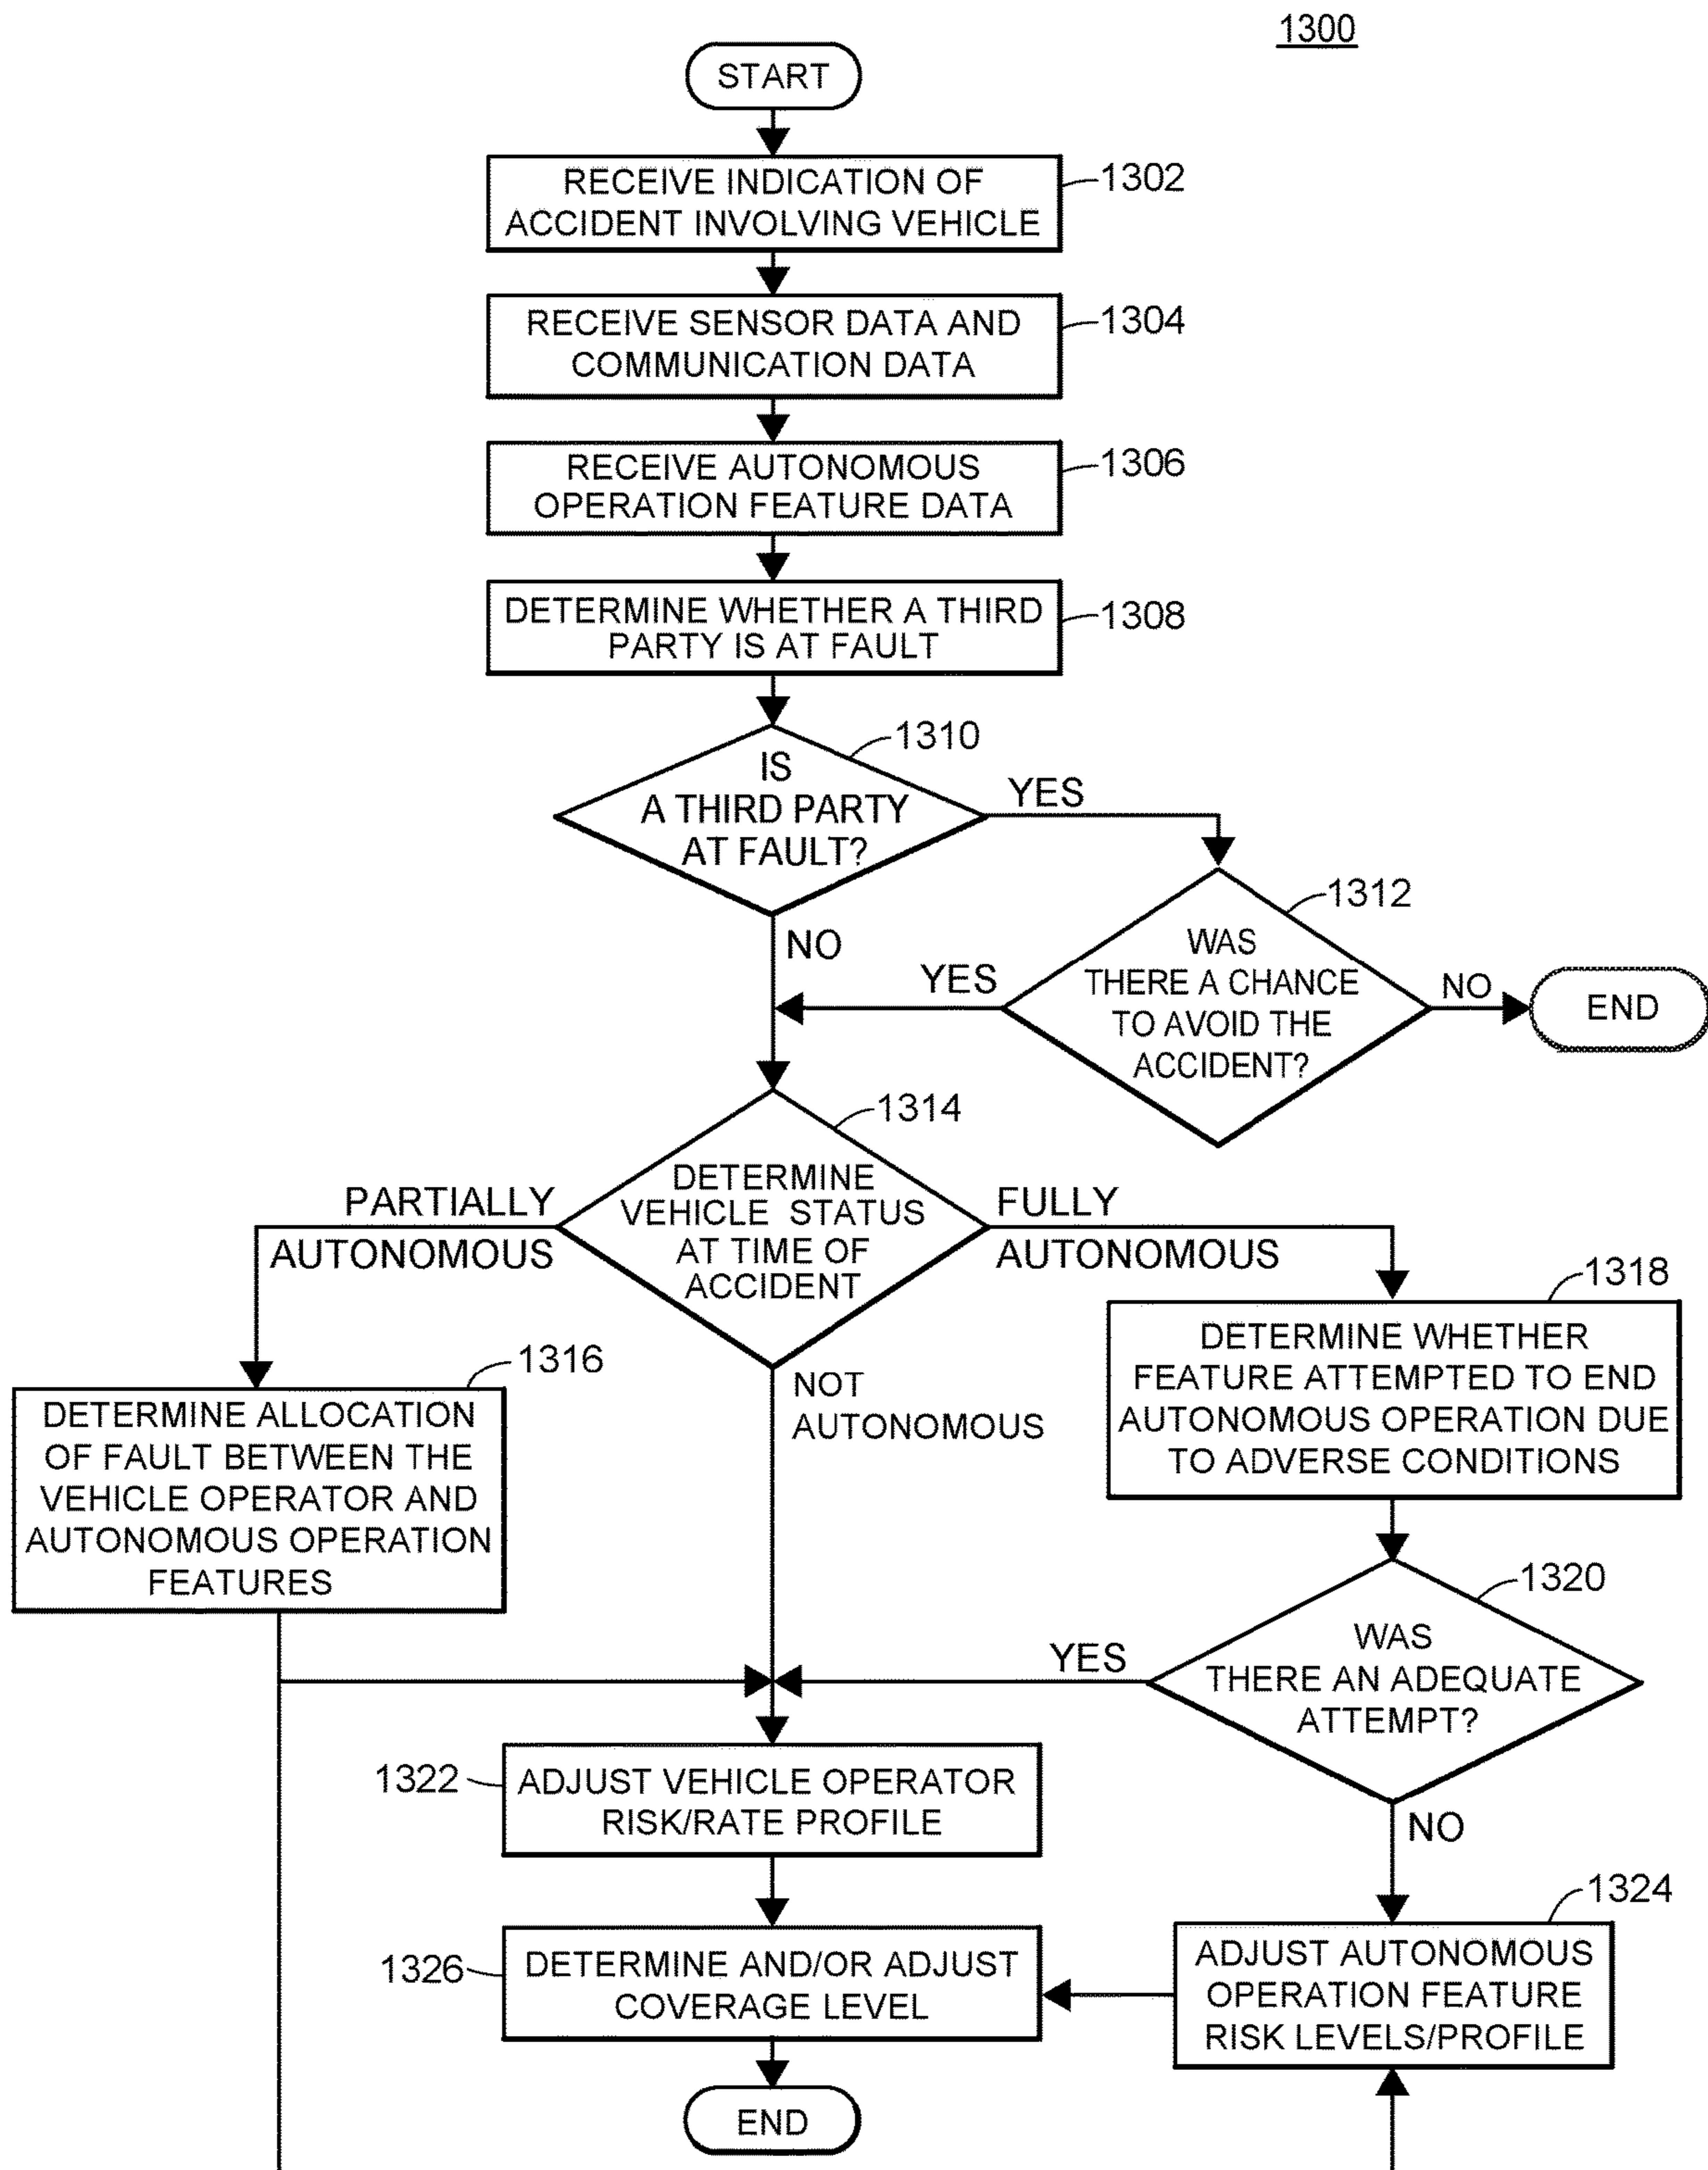 1300
START
RECEIVE INDICATION OF
ACCIDENT INVOLVING VEHICLE
1302
RECEIVE SENSOR DATA AND
COMMUNICATION DATA
1304
RECEIVE AUTONOMOUS
OPERATION FEATURE DATA
1306
DETERMINE WHETHER A THIRD
PARTY IS AT FAULT
1308
1310
IS
A THIRD PARTY
AT FAULT?
YES
NO
1312
WAS
THERE A CHANCE
TO AVOID THE
ACCIDENT?
YES
NO
END
1314
DETERMINE
VEHICLE STATUS
AT TIME OF
ACCIDENT
PARTIALLY
AUTONOMOUS
FULLY
AUTONOMOUS
NOT
AUTONOMOUS
1316
DETERMINE ALLOCATION
OF FAULT BETWEEN THE
VEHICLE OPERATOR AND
AUTONOMOUS OPERATION
FEATURES
1318
DETERMINE WHETHER
FEATURE ATTEMPTED TO END
AUTONOMOUS OPERATION DUE
TO ADVERSE CONDITIONS
1320
WAS
THERE AN ADEQUATE
ATTEMPT?
YES
NO
1322
ADJUST VEHICLE OPERATOR
RISK/RATE PROFILE
1324
ADJUST AUTONOMOUS
OPERATION FEATURE
RISK LEVELS/PROFILE
1326
DETERMINE AND/OR ADJUST
COVERAGE LEVEL
END